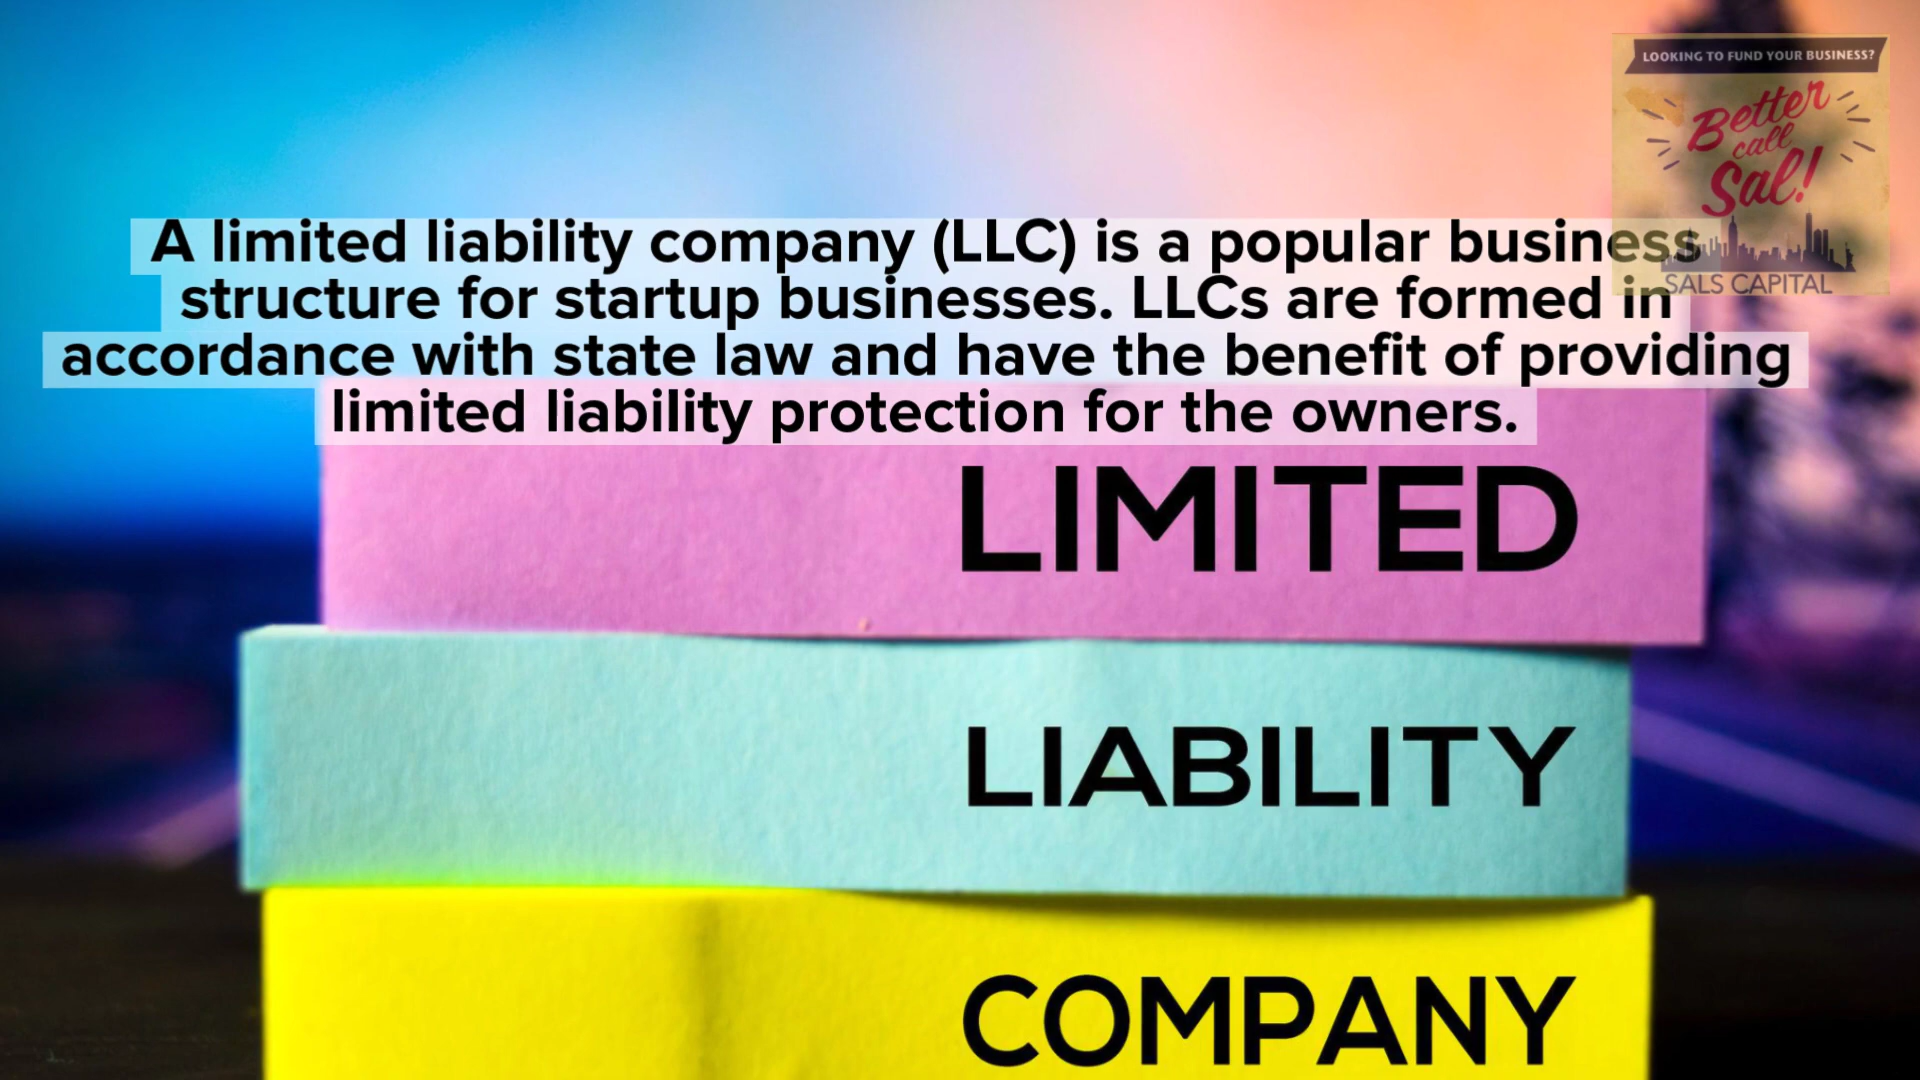 LOOKING TO FUND YOUR BUSINESS?
Better
call
Sal!
SALS CAPITAL
A limited liability company (LLC) is a popular business
structure for startup businesses. LLCs are formed in
accordance with state law and have the benefit of providing
limited liability protection for the owners.
LIMITED
LIABILITY
COMPANY